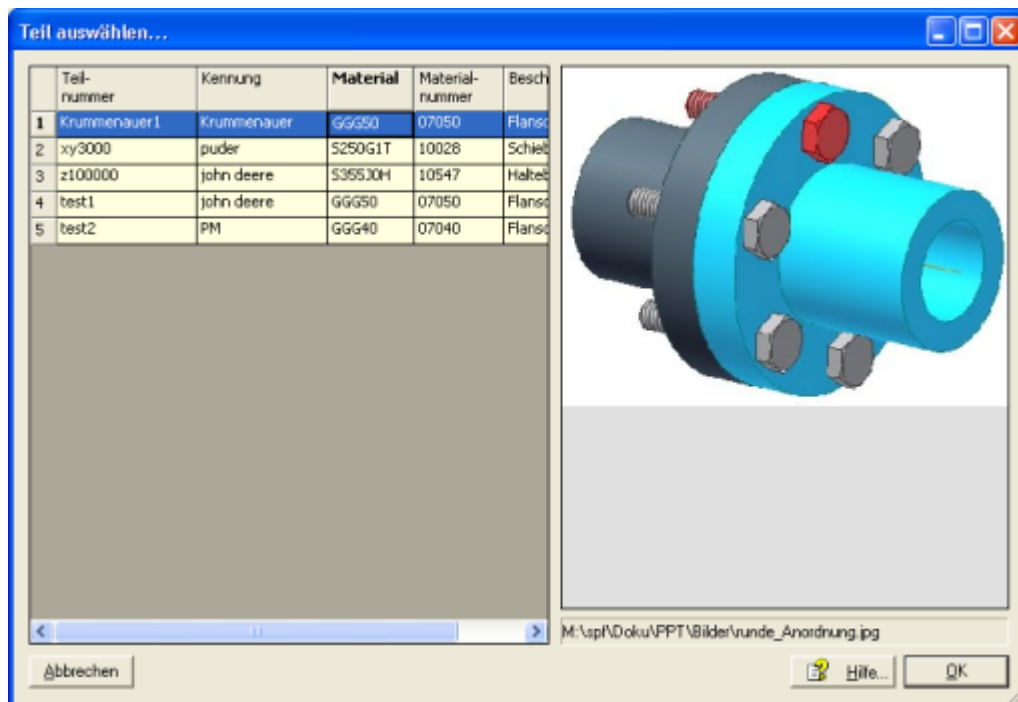 Teil auswählen...
Teil-
nummer
Kennung
Material
Material-
nummer
Besch
1 Krummenauer1 Krummenauer GGG50 07050 Flansc
2 xy3000 puder S250G1T 10028 Schieb
3 z100000 john deere S355J0H 10547 Halteb
4 test1 john deere GGG50 07050 Flansc
5 test2 PM GGG40 07040 Flansc
M:\spf\Doku\PPT\Bilder\runde_Anordnung.jpg
Abbrechen
Hilfe...
OK